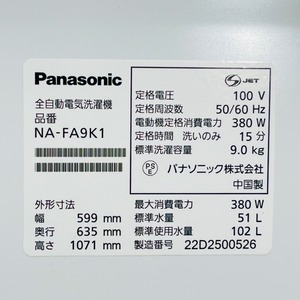 Panasonic
全自動電気洗濯機
品番
NA-FA9K1
外形寸法
幅 599 mm
奥行 635 mm
高さ 1071 mm
S JET
定格電圧 100 V
定格周波数 50/60 Hz
電動機定格消費電力 380 W
定格時間 洗いのみ 15 分
標準洗濯容量 9.0 kg
PSE パナソニック株式会社
中国製
最大消費電力 380 W
標準水量 51 L
標準使用水量 102 L
製造番号 22D2500526